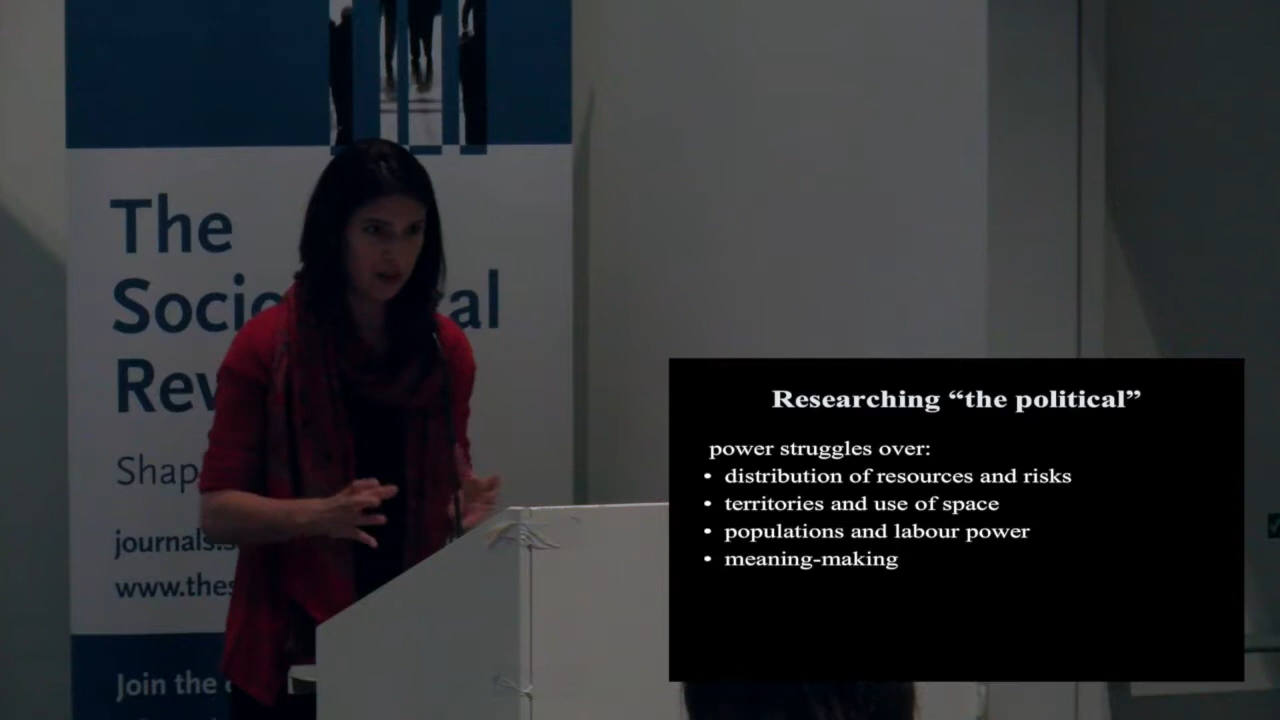 The
Socio al
Rev
Shap
journals.s
www.thes
Join the
Researching “the political”
power struggles over:
• distribution of resources and risks
• territories and use of space
• populations and labour power
• meaning-making